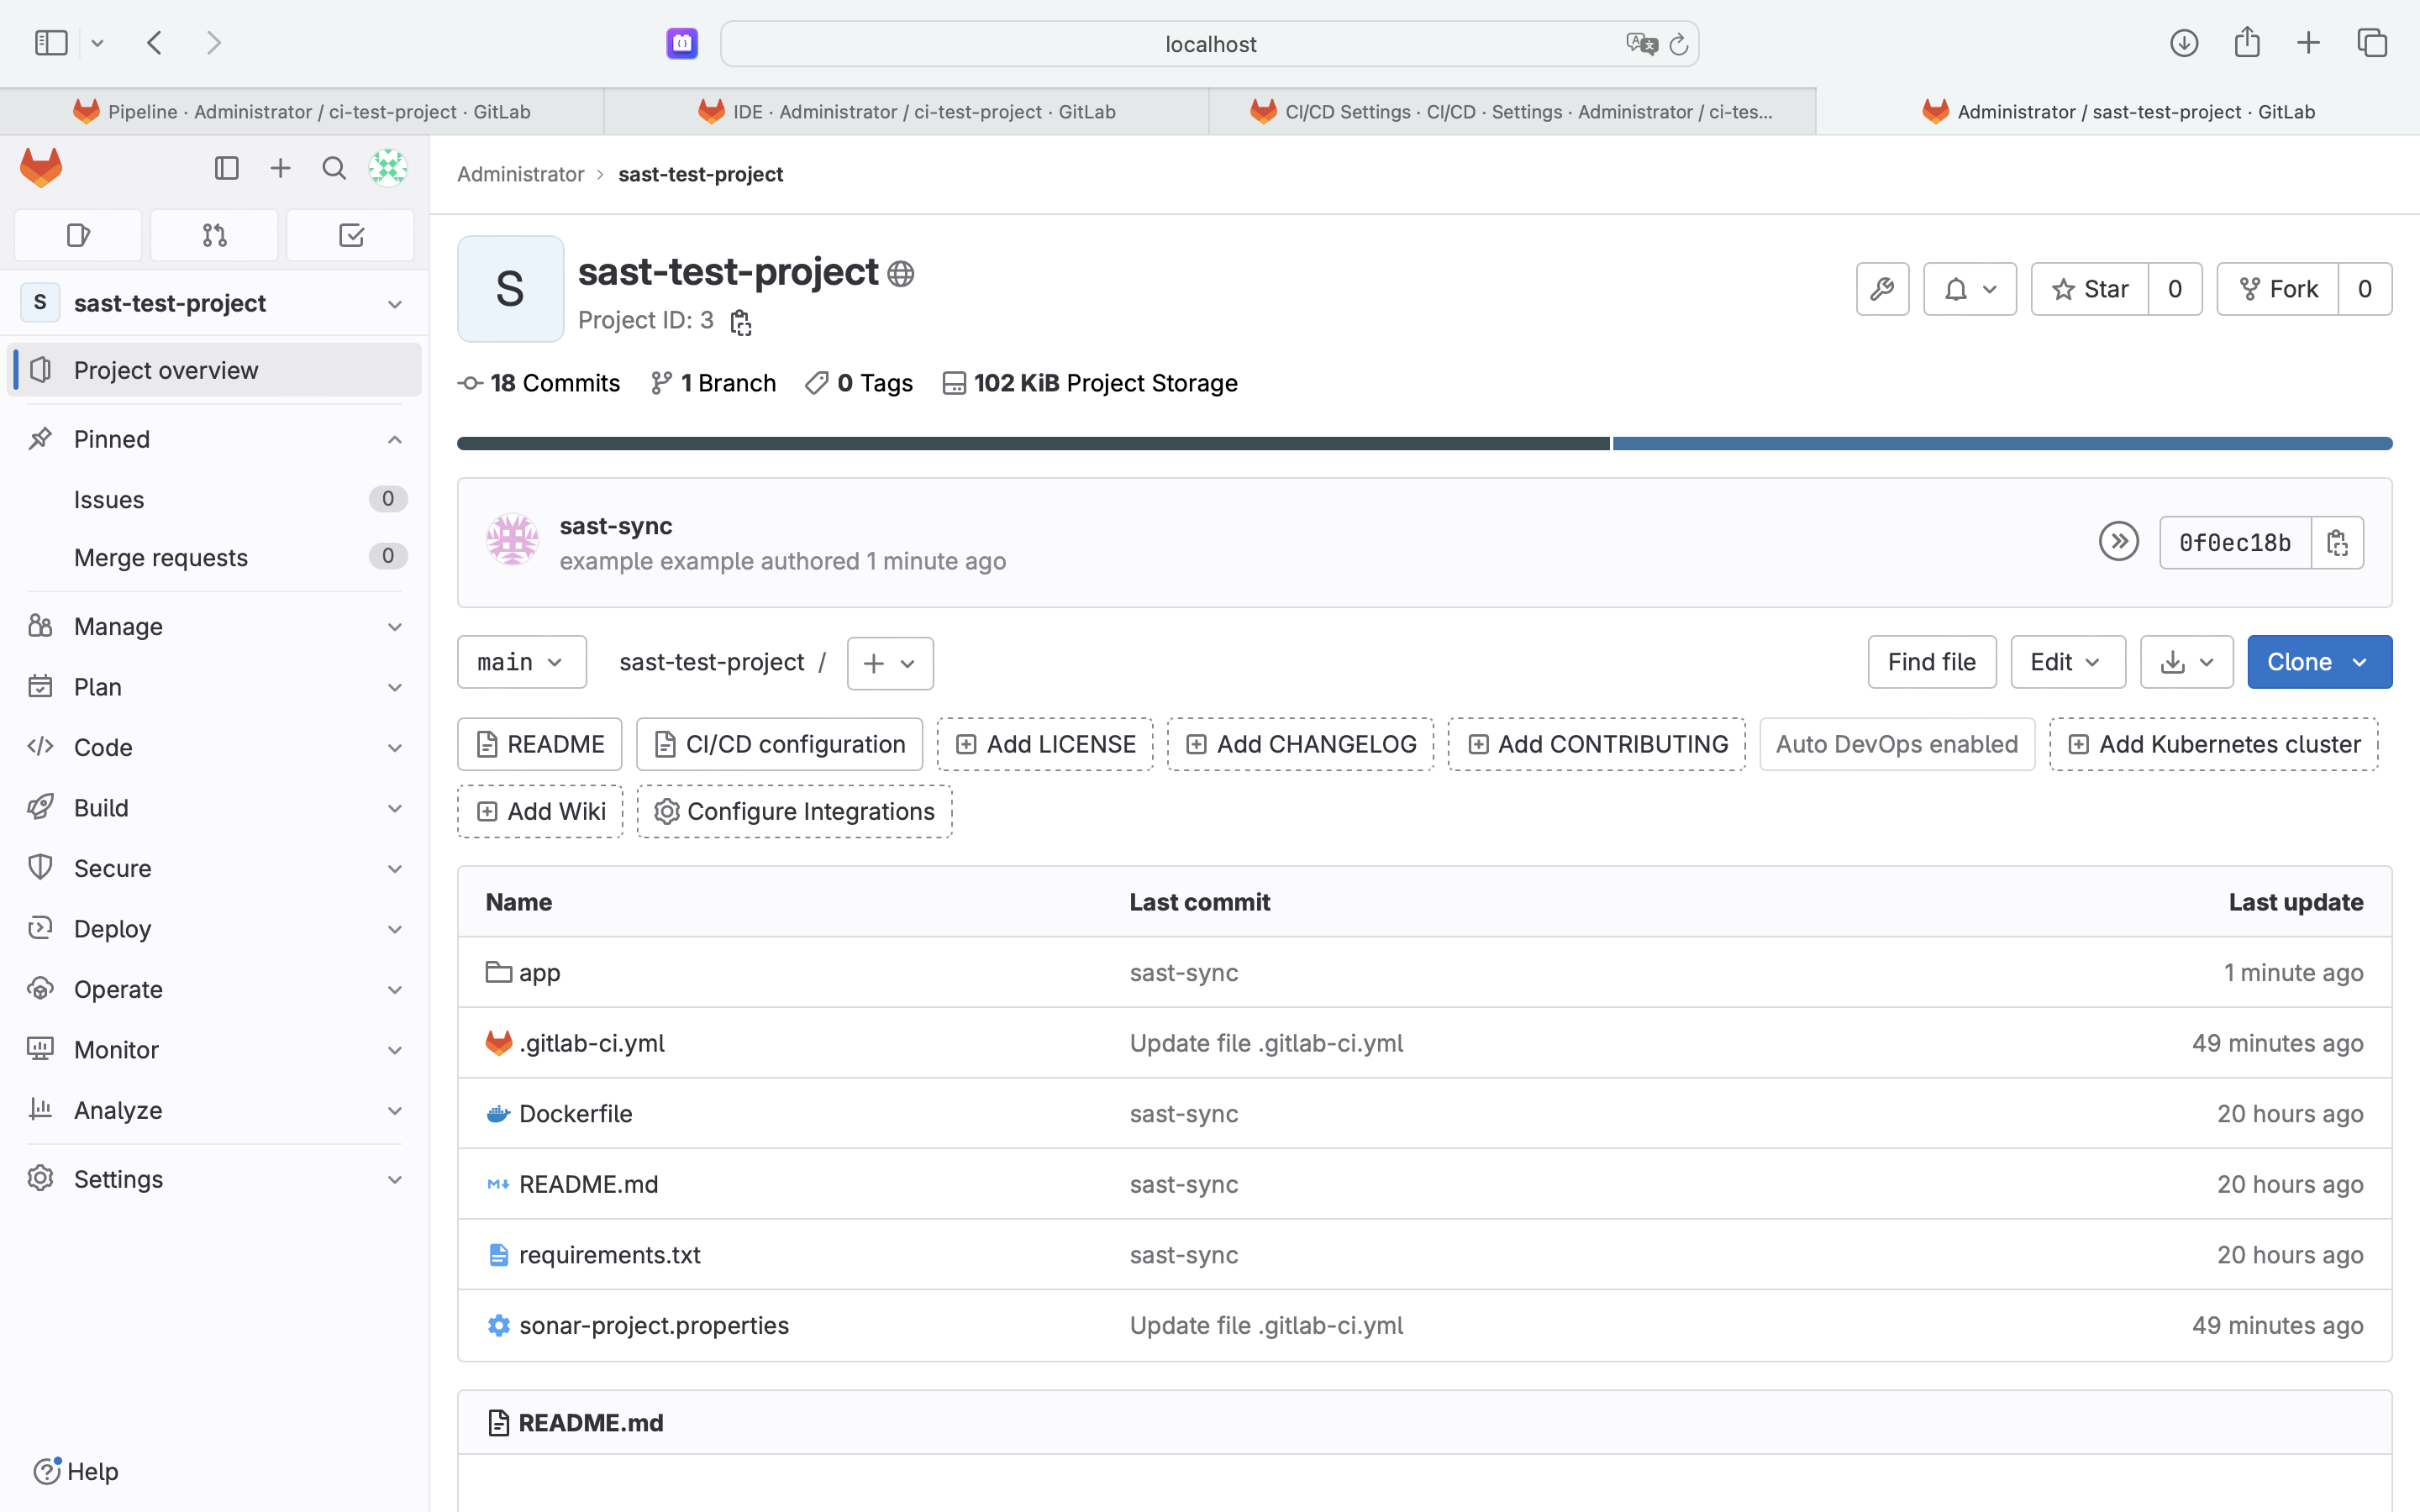 localhost
Pipeline · Administrator / ci-test-project · GitLab
IDE · Administrator / ci-test-project · GitLab
CI/CD Settings · CI/CD · Settings · Administrator / ci-tes...
Administrator / sast-test-project · GitLab
Administrator › sast-test-project
S sast-test-project
Project overview
Pinned
Issues 0
Merge requests 0
Manage
Plan
Code
Build
Secure
Deploy
Operate
Monitor
Analyze
Settings
Help
S
sast-test-project
Project ID: 3
Star 0
Fork 0
18 Commits 1 Branch 0 Tags 102 KiB Project Storage
sast-sync
example example authored 1 minute ago
0f0ec18b
main sast-test-project / Find file Edit Clone
README CI/CD configuration Add LICENSE Add CHANGELOG Add CONTRIBUTING Auto DevOps enabled Add Kubernetes cluster
Add Wiki Configure Integrations
Name Last commit Last update
app sast-sync 1 minute ago
.gitlab-ci.yml Update file .gitlab-ci.yml 49 minutes ago
Dockerfile sast-sync 20 hours ago
README.md sast-sync 20 hours ago
requirements.txt sast-sync 20 hours ago
sonar-project.properties Update file .gitlab-ci.yml 49 minutes ago
README.md